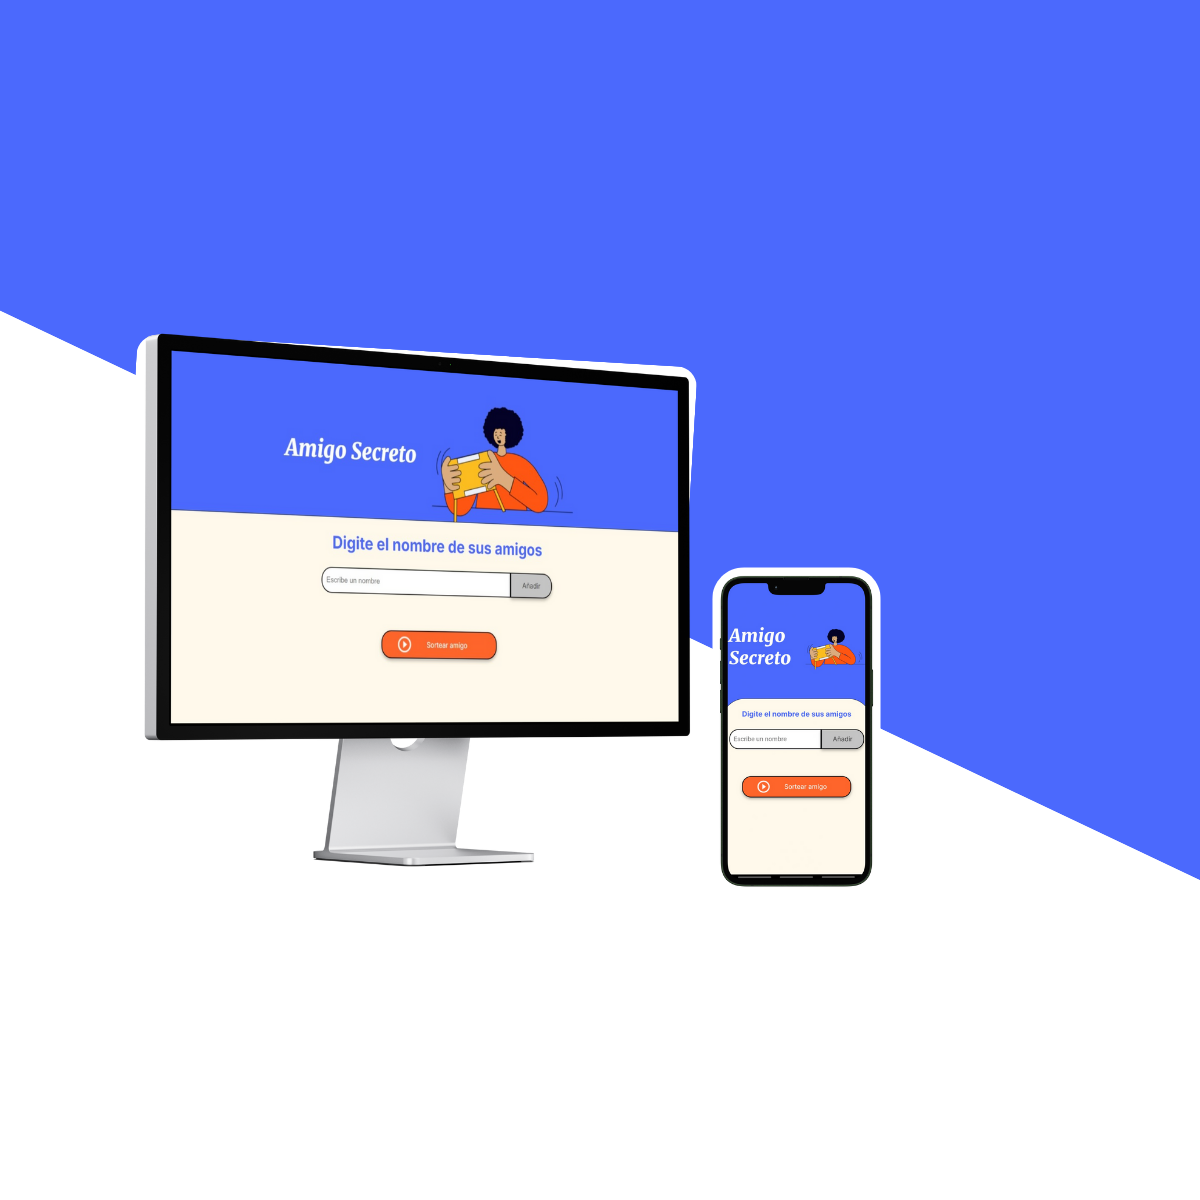 Amigo Secreto
Digite el nombre de sus amigos
Escribe un nombre
Añadir
Sortear amigo
Amigo
Secreto
Digite el nombre de sus amigos
Escribe un nombre
Añadir
Sortear amigo